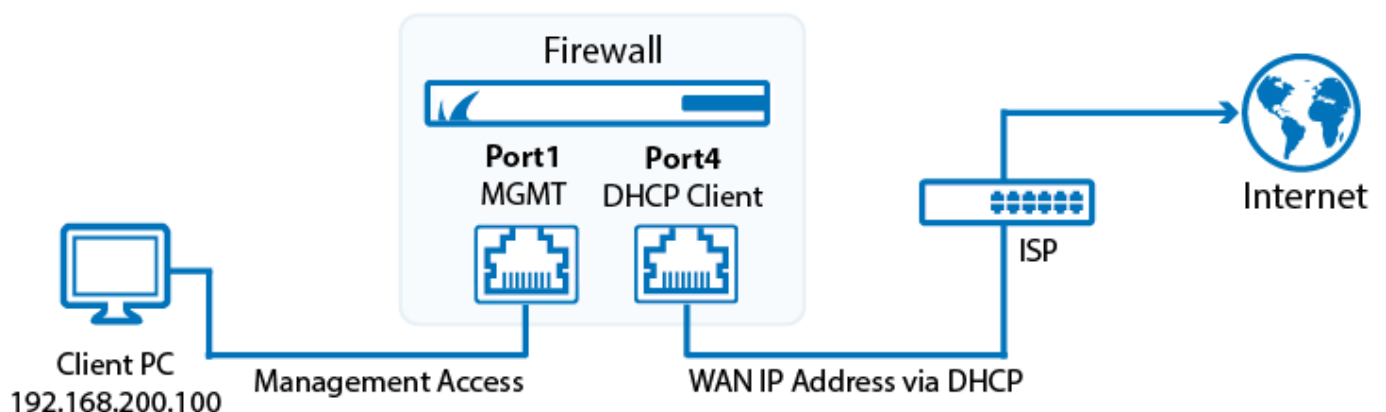 Firewall
Port1
MGMT
Port4
DHCP Client
Internet
ISP
Client PC
192.168.200.100
Management Access
WAN IP Address via DHCP